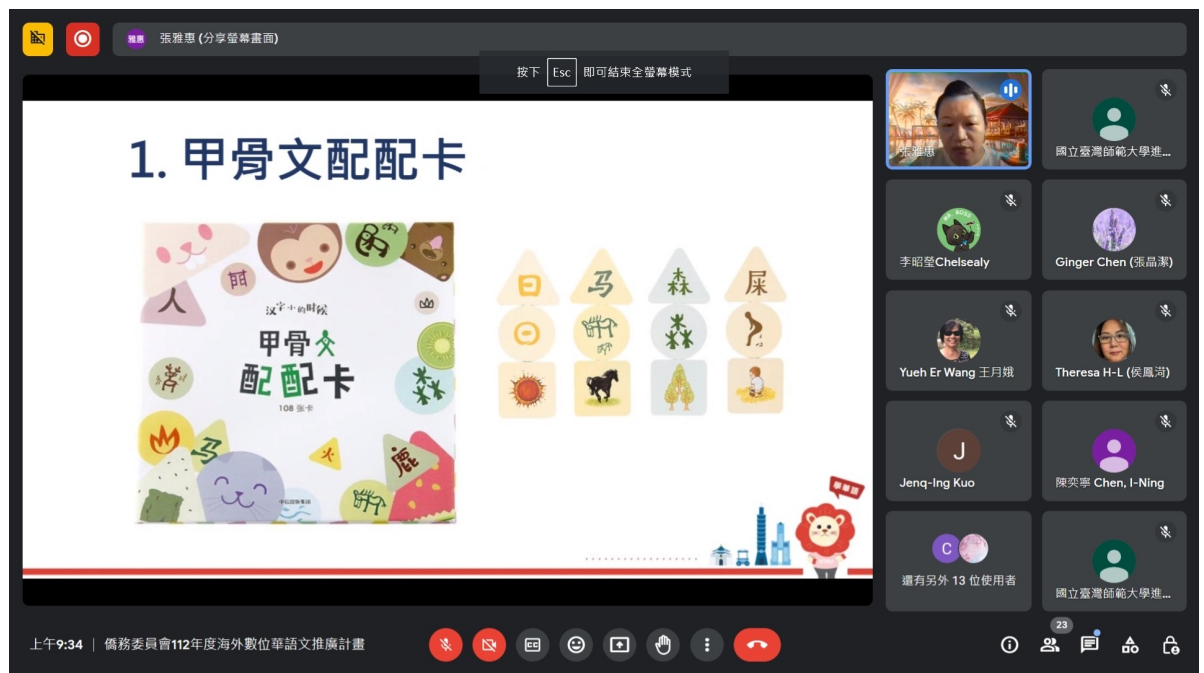 雅惠 張雅惠 (分享螢幕畫面)
按下 Esc 即可結束全螢幕模式
1. 甲骨文配配卡
人
汉字小的时候
甲骨文
配配卡
108 张卡
马
火
鹿
日 马 森 屎
學華語
張雅惠
國立臺灣師範大學進...
李昭瑩Chelsealy
Ginger Chen (張晶潔)
Yueh Er Wang 王月娥
Theresa H-L (侯鳳渮)
J
Jenq-Ing Kuo
陳奕寧 Chen, I-Ning
C
還有另外 13 位使用者
國立臺灣師範大學進...
上午9:34 | 僑務委員會112年度海外數位華語文推廣計畫
23